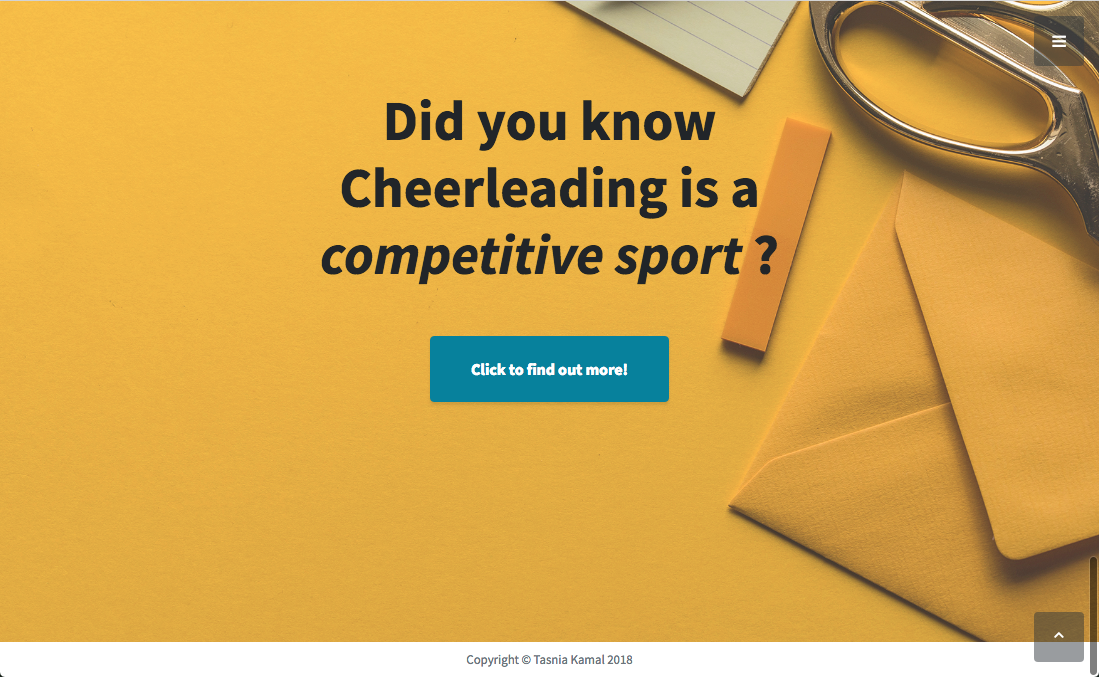 Did you know
Cheerleading is a
competitive sport ?
Click to find out more!
Copyright © Tasnia Kamal 2018